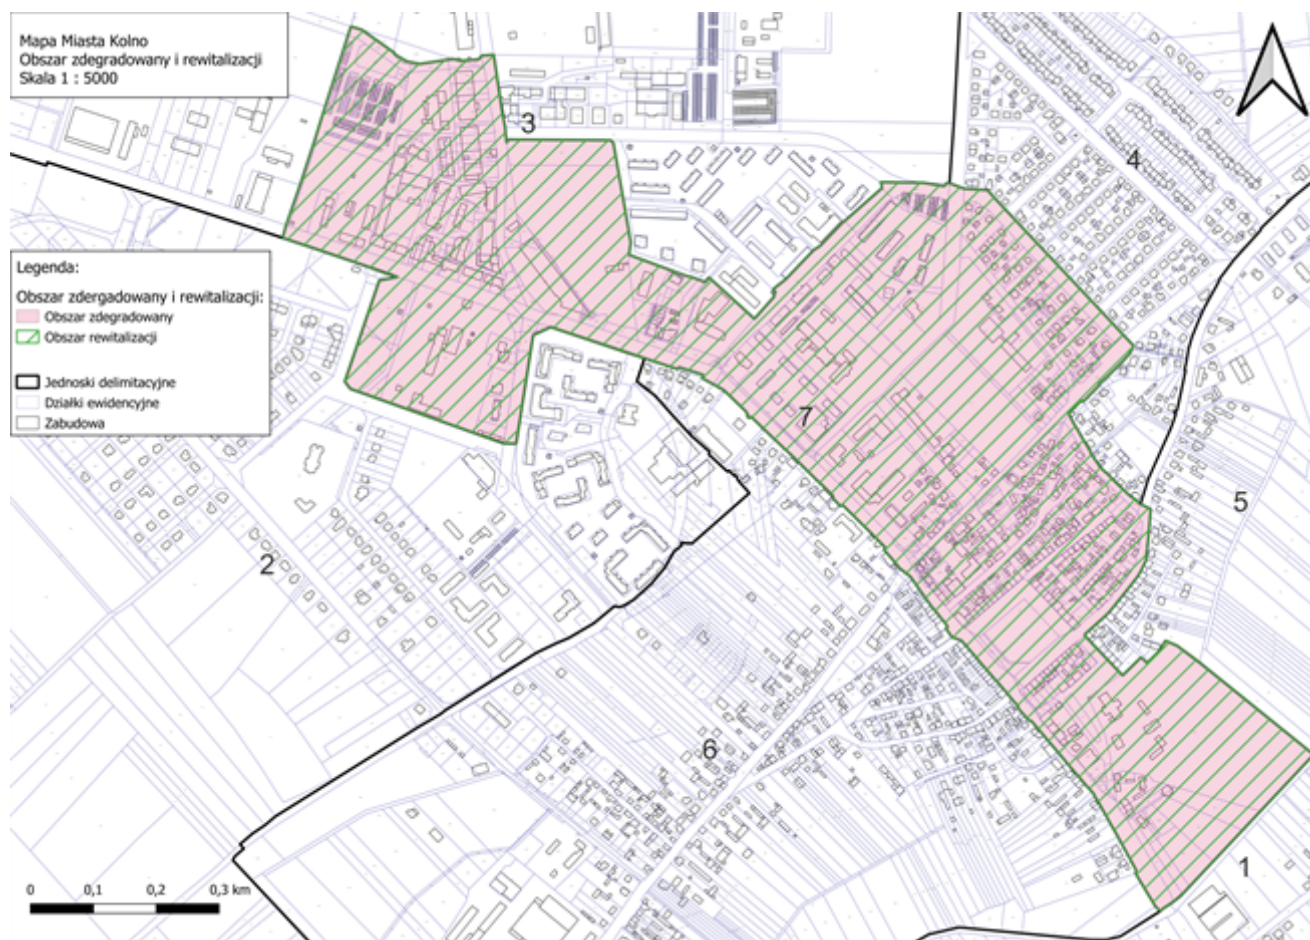 Mapa Miasta Kolno
Obszar zdegradowany i rewitalizacji
Skala 1 : 5000
3
4
Legenda:
Obszar zdergadowany i rewitalizacji:
Obszar zdegradowany
Obszar rewitalizacji
Jednoski delimitacyjne
Działki ewidencyjne
Zabudowa
7
5
2
6
1
0 0,1 0,2 0,3 km